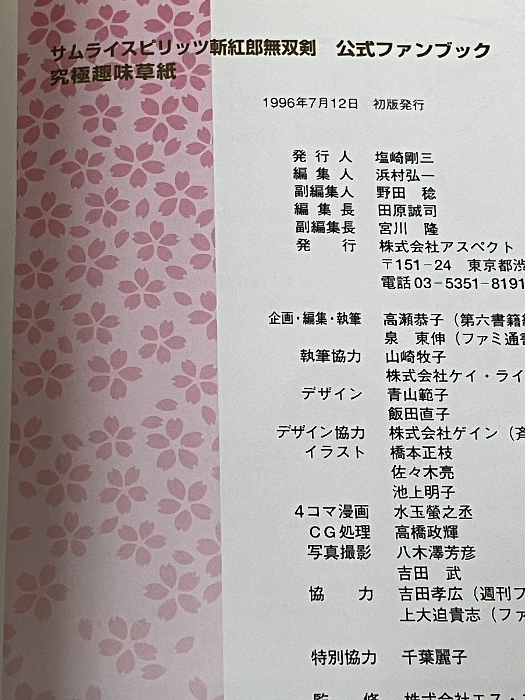 サムライスピリッツ斬紅郎無双剣　公式ファンブック
究極趣味草紙
1996年7月12日　初版発行
発行人　塩崎剛三
編集人　浜村弘一
副編集人　野田　稔
編集長　田原誠司
副編集長　宮川　隆
発　行　株式会社アスペクト
〒151-24　東京都渋
電話03-5351-8191
企画・編集・執筆　高瀬恭子（第六書籍編
泉　東伸（ファミ通書
執筆協力　山崎牧子
株式会社ケイ・ライ
デザイン　青山範子
飯田直子
デザイン協力　株式会社ゲイン（斉
イラスト　橋本正枝
佐々木亮
池上明子
4コマ漫画　水玉螢之丞
CG処理　高橋政輝
写真撮影　八木澤芳彦
吉田　武
協　力　吉田孝広（週刊フ
上大迫貴志（ファ
特別協力　千葉麗子
監　修　株式会社エス・